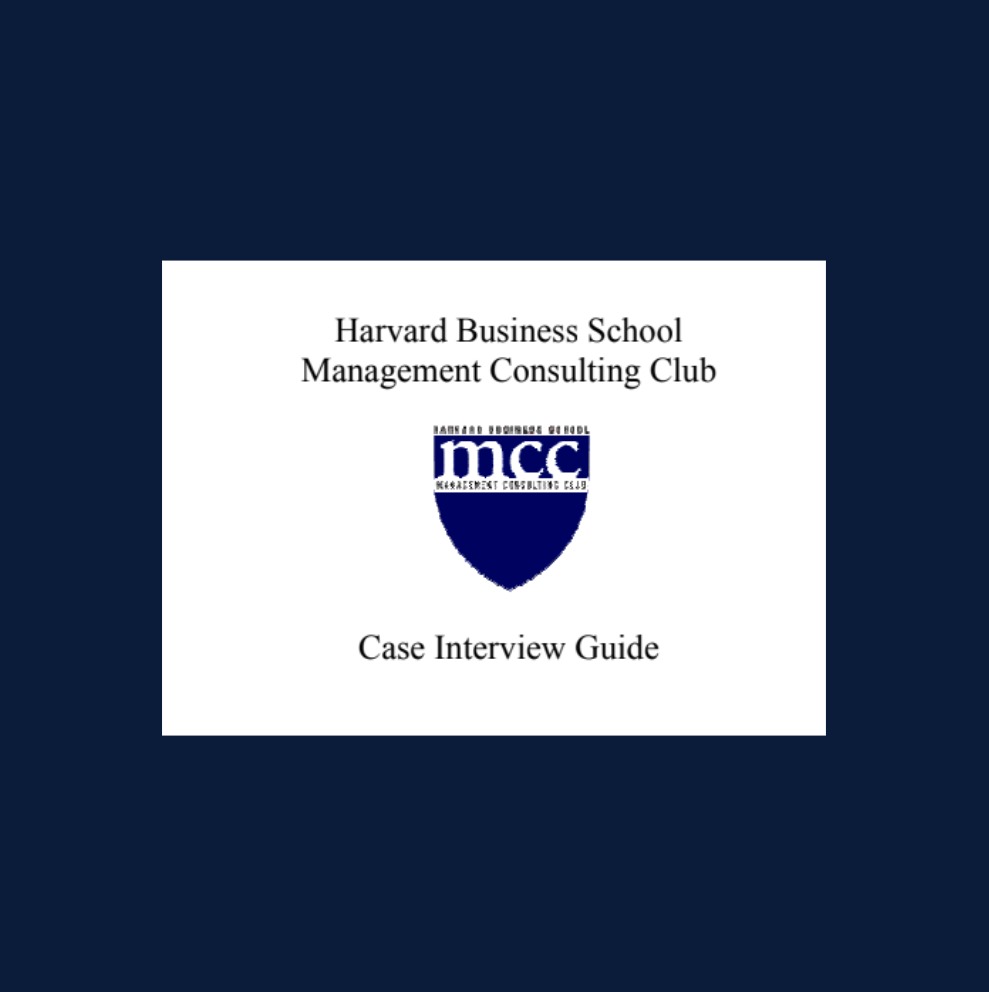 Harvard Business School
Management Consulting Club
HARVARD BUSINESS SCHOOL
mcc
MANAGEMENT CONSULTING CLUB
Case Interview Guide